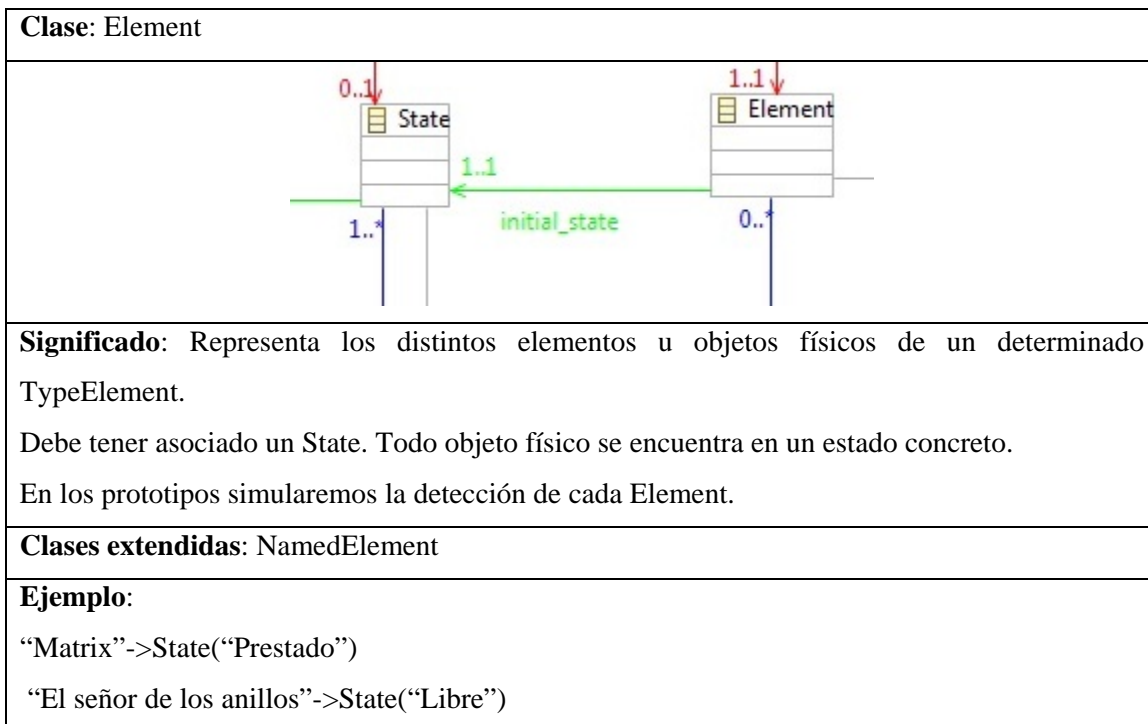 Clase: Element
0..1
1..1
State
Element
1..1
1..*
initial_state
0..*
Significado: Representa los distintos elementos u objetos físicos de un determinado
TypeElement.
Debe tener asociado un State. Todo objeto físico se encuentra en un estado concreto.
En los prototipos simularemos la detección de cada Element.
Clases extendidas: NamedElement
Ejemplo:
“Matrix”->State(“Prestado”)
“El señor de los anillos”->State(“Libre”)